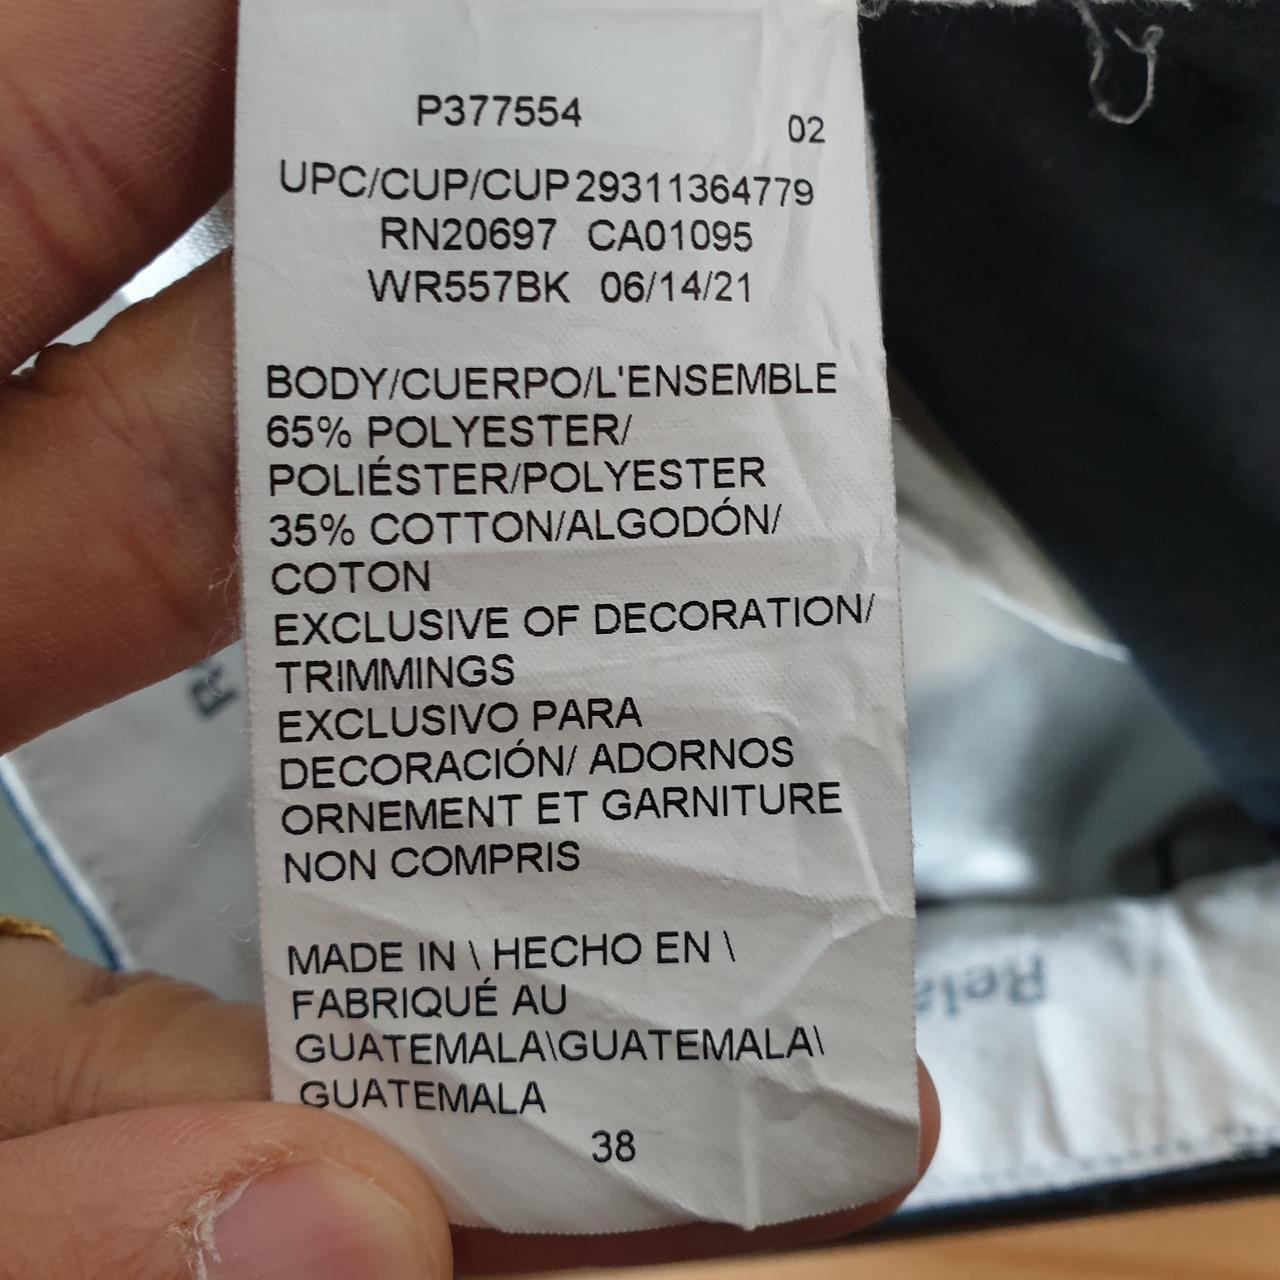 P377554
02
UPC/CUP/CUP 29311364779
RN20697 CA01095
WR557BK 06/14/21
BODY/CUERPO/L'ENSEMBLE
65% POLYESTER/
POLIÉSTER/POLYESTER
35% COTTON/ALGODÓN/
COTON
EXCLUSIVE OF DECORATION/
TRIMMINGS
EXCLUSIVO PARA
DECORACIÓN/ ADORNOS
ORNEMENT ET GARNITURE
NON COMPRIS
MADE IN \ HECHO EN \
FABRIQUÉ AU
GUATEMALA\GUATEMALA\
GUATEMALA
38
Rela